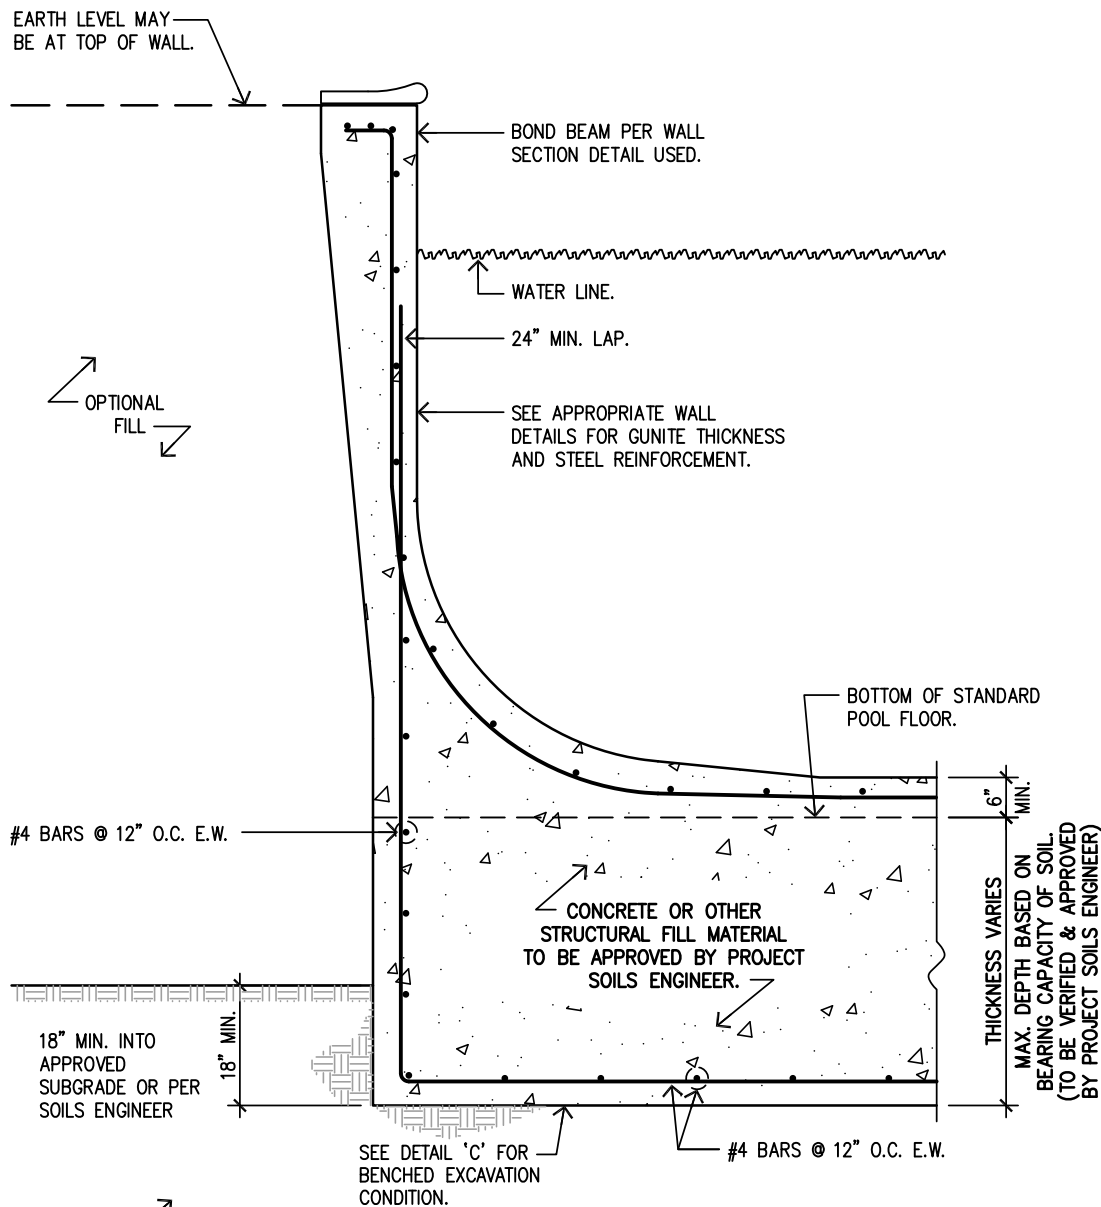 EARTH LEVEL MAY
BE AT TOP OF WALL.
BOND BEAM PER WALL
SECTION DETAIL USED.
WATER LINE.
24" MIN. LAP.
OPTIONAL
FILL
SEE APPROPRIATE WALL
DETAILS FOR GUNITE THICKNESS
AND STEEL REINFORCEMENT.
BOTTOM OF STANDARD
POOL FLOOR.
6"
MIN.
#4 BARS @ 12" O.C. E.W.
CONCRETE OR OTHER
STRUCTURAL FILL MATERIAL
TO BE APPROVED BY PROJECT
SOILS ENGINEER.
THICKNESS VARIES
MAX. DEPTH BASED ON
BEARING CAPACITY OF SOIL.
(TO BE VERIFIED & APPROVED
BY PROJECT SOILS ENGINEER)
18" MIN. INTO
APPROVED
SUBGRADE OR PER
SOILS ENGINEER
18" MIN.
SEE DETAIL 'C' FOR
BENCHED EXCAVATION
CONDITION.
#4 BARS @ 12" O.C. E.W.